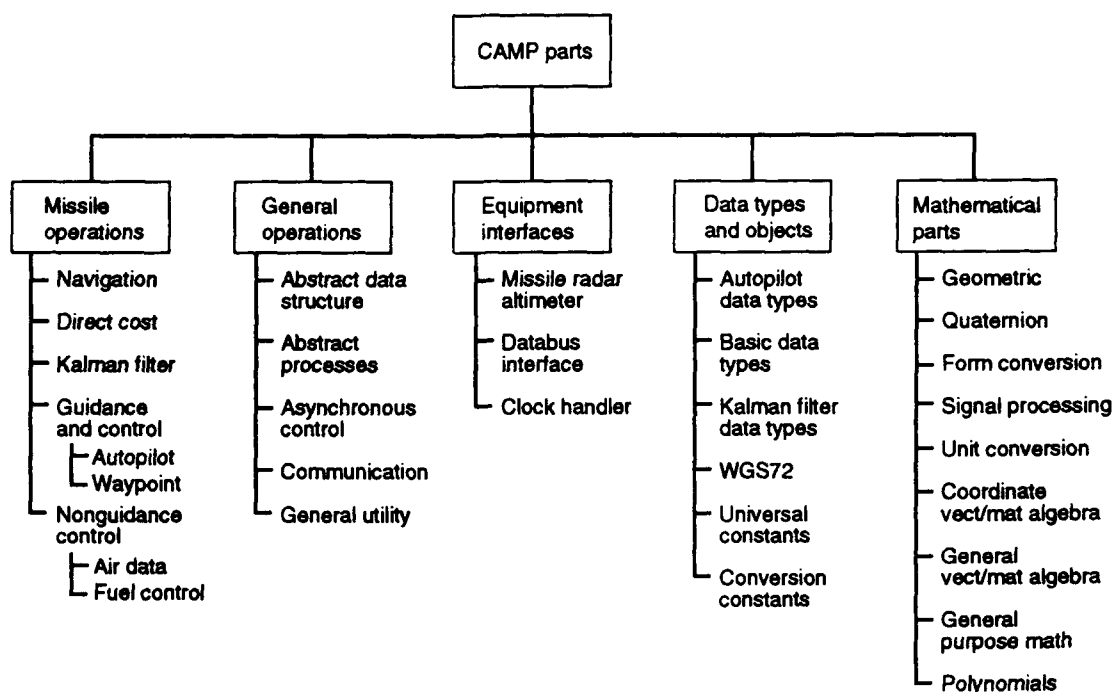 CAMP parts
Missile
operations
Navigation
Direct cost
Kalman filter
Guidance
and control
Autopilot
Waypoint
Nonguidance
control
Air data
Fuel control
General
operations
Abstract data
structure
Abstract
processes
Asynchronous
control
Communication
General utility
Equipment
interfaces
Missile radar
altimeter
Databus
interface
Clock handler
Data types
and objects
Autopilot
data types
Basic data
types
Kalman filter
data types
WGS72
Universal
constants
Conversion
constants
Mathematical
parts
Geometric
Quaternion
Form conversion
Signal processing
Unit conversion
Coordinate
vect/mat algebra
General
vect/mat algebra
General
purpose math
Polynomials